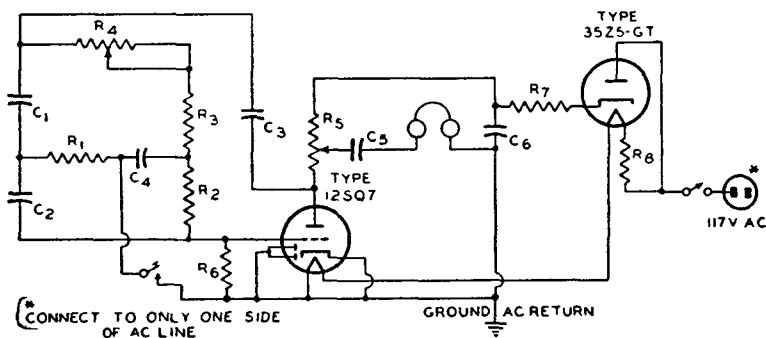 TYPE
35Z5-GT
R4
R7
R3
R5
C1
C3
C5
C6
R1
C4
R8
*
TYPE
12SQ7
R2
C2
117V AC
R6
(*CONNECT TO ONLY ONE SIDE
OF AC LINE
GROUND AC RETURN